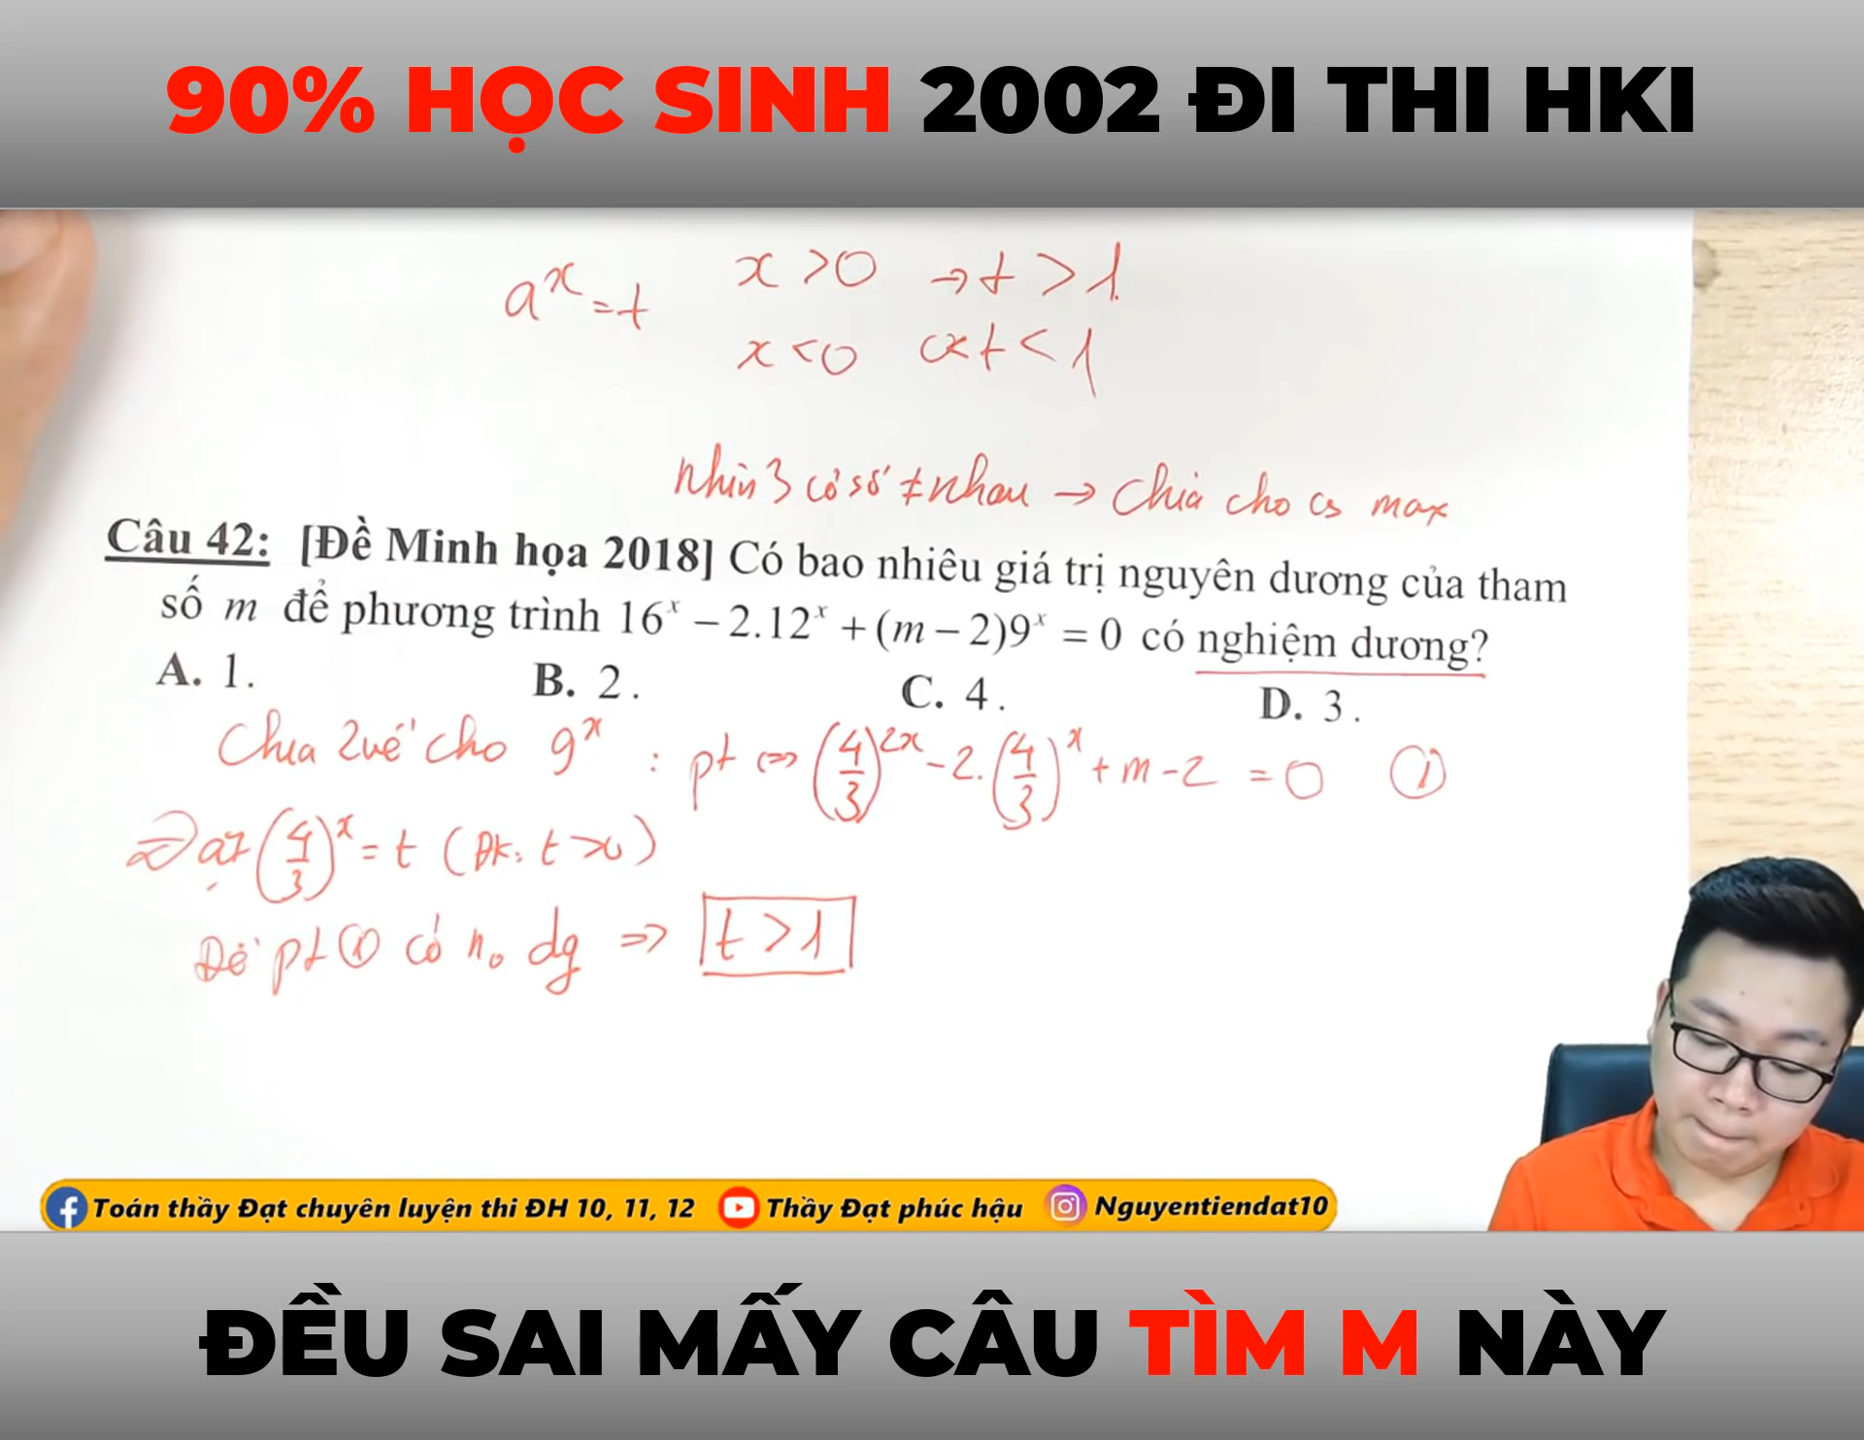 90% HỌC SINH 2002 ĐI THI HKI
aˣ = t x > 0 → t > 1
x < 0 0 < t < 1
Nhìn 3 cơ số ≠ nhau → Chia cho cs max
Câu 42: [Đề Minh họa 2018] Có bao nhiêu giá trị nguyên dương của tham
số m để phương trình 16ˣ − 2.12ˣ + (m − 2)9ˣ = 0 có nghiệm dương?
A. 1. B. 2. C. 4. D. 3.
Chia 2 vế cho 9ˣ : pt ⇔ (4/3)²ˣ − 2.(4/3)ˣ + m − 2 = 0 ①
Đặt (4/3)ˣ = t (ĐK: t > 0)
Để pt ① có n₀ dg ⇒ t > 1
Toán thầy Đạt chuyên luyện thi ĐH 10, 11, 12 Thầy Đạt phúc hậu Nguyentiendat10
ĐỀU SAI MẤY CÂU TÌM M NÀY